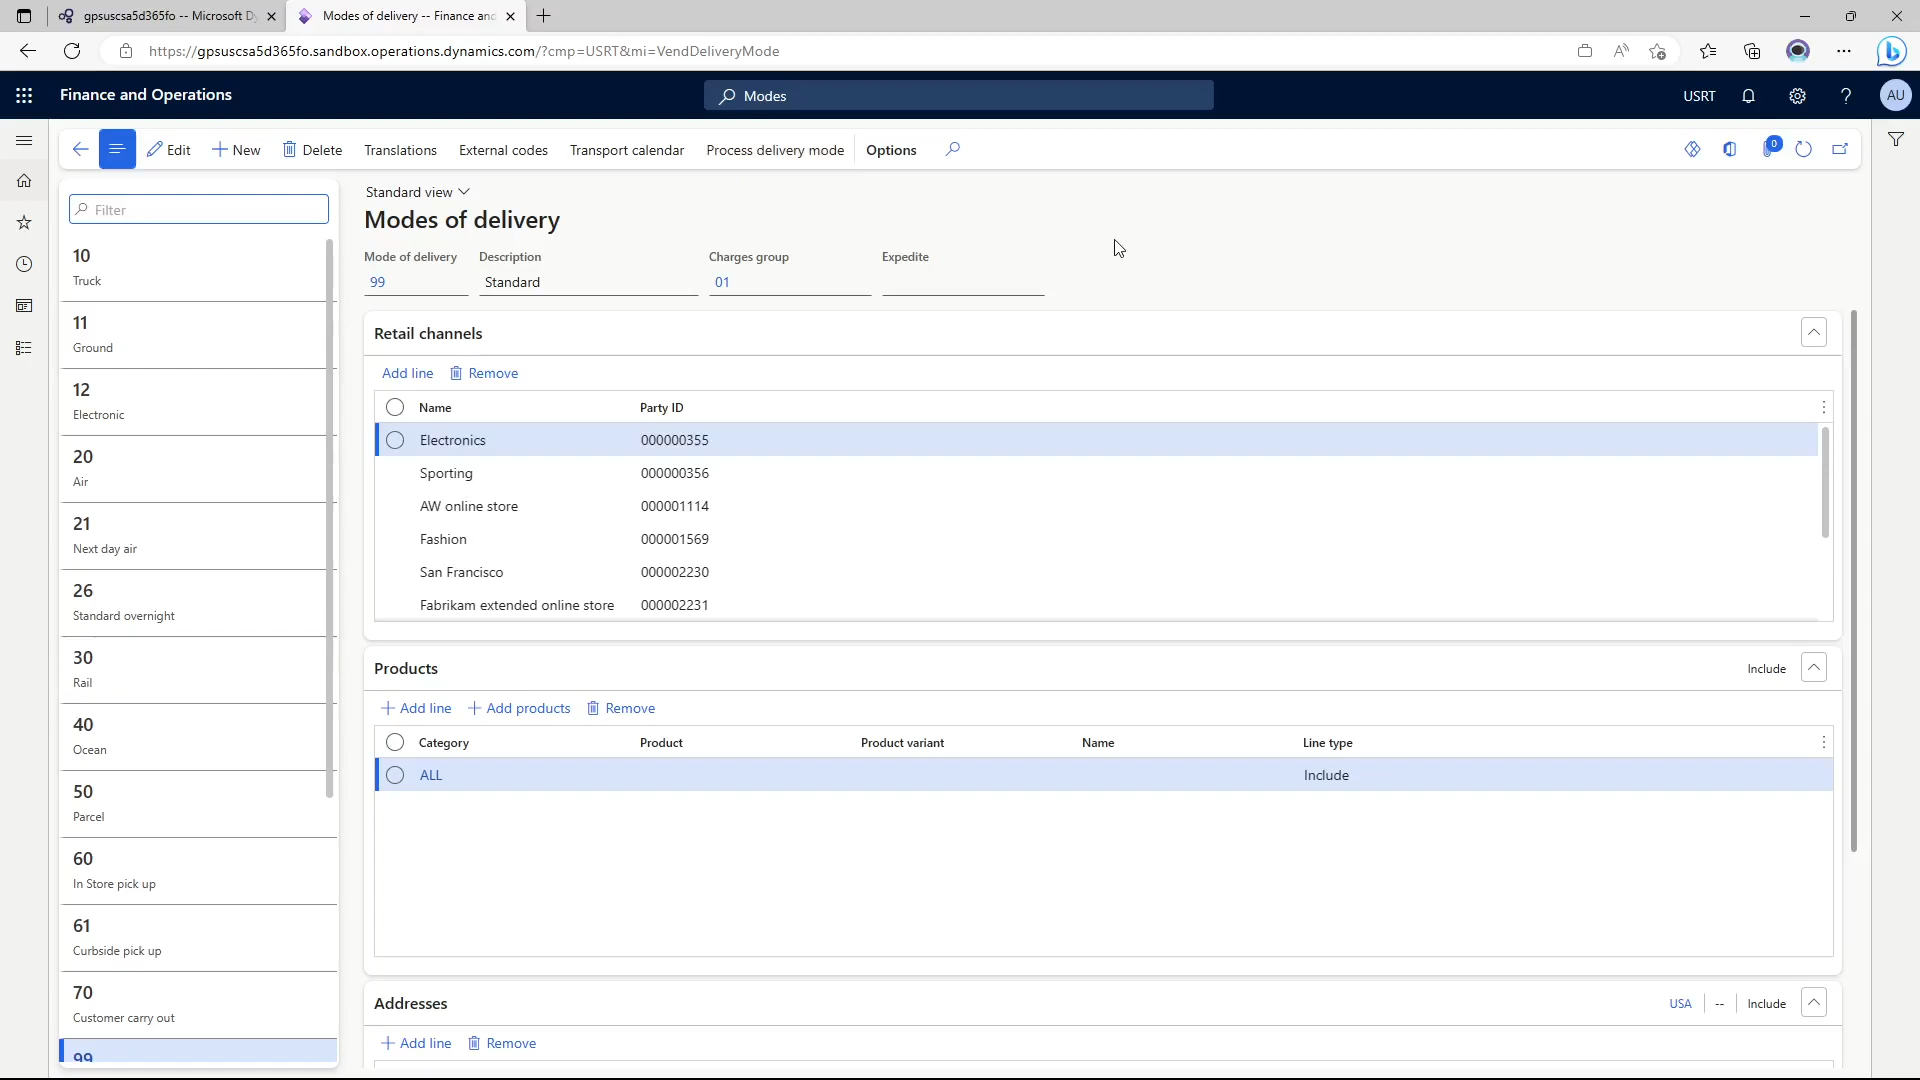 gpsuscsa5d365fo -- Microsoft D
Modes of delivery -- Finance and
https://gpsuscsa5d365fo.sandbox.operations.dynamics.com/?cmp=USRT&mi=VendDeliveryMode
Finance and Operations
Modes
USRT
AU
Edit
New
Delete
Translations
External codes
Transport calendar
Process delivery mode
Options
0
Filter
10
Truck
11
Ground
12
Electronic
20
Air
21
Next day air
26
Standard overnight
30
Rail
40
Ocean
50
Parcel
60
In Store pick up
61
Curbside pick up
70
Customer carry out
99
Standard view
Modes of delivery
Mode of delivery Description Charges group Expedite
99 Standard 01
Retail channels
Add line Remove
Name Party ID
Electronics 000000355
Sporting 000000356
AW online store 000001114
Fashion 000001569
San Francisco 000002230
Fabrikam extended online store 000002231
Products Include
Add line Add products Remove
Category Product Product variant Name Line type
ALL Include
Addresses USA -- Include
Add line Remove